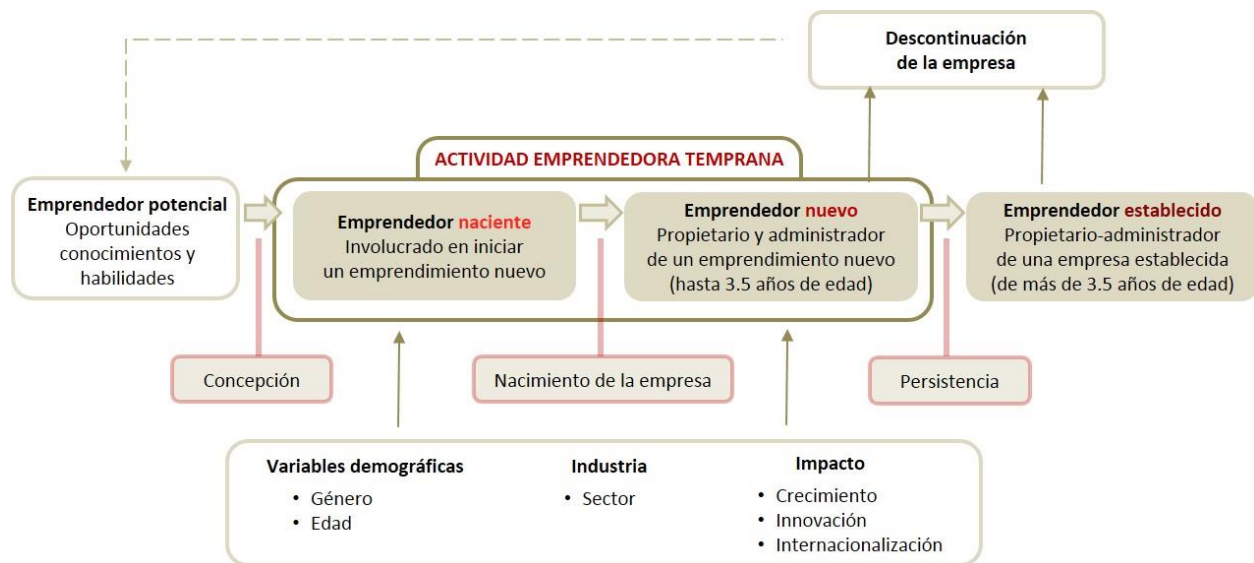 Descontinuación
de la empresa
ACTIVIDAD EMPRENDEDORA TEMPRANA
Emprendedor potencial
Oportunidades
conocimientos y
habilidades
Emprendedor naciente
Involucrado en iniciar
un emprendimiento nuevo
Emprendedor nuevo
Propietario y administrador
de un emprendimiento nuevo
(hasta 3.5 años de edad)
Emprendedor establecido
Propietario-administrador
de una empresa establecida
(de más de 3.5 años de edad)
Concepción
Nacimiento de la empresa
Persistencia
Variables demográficas
• Género
• Edad
Industria
• Sector
Impacto
• Crecimiento
• Innovación
• Internacionalización